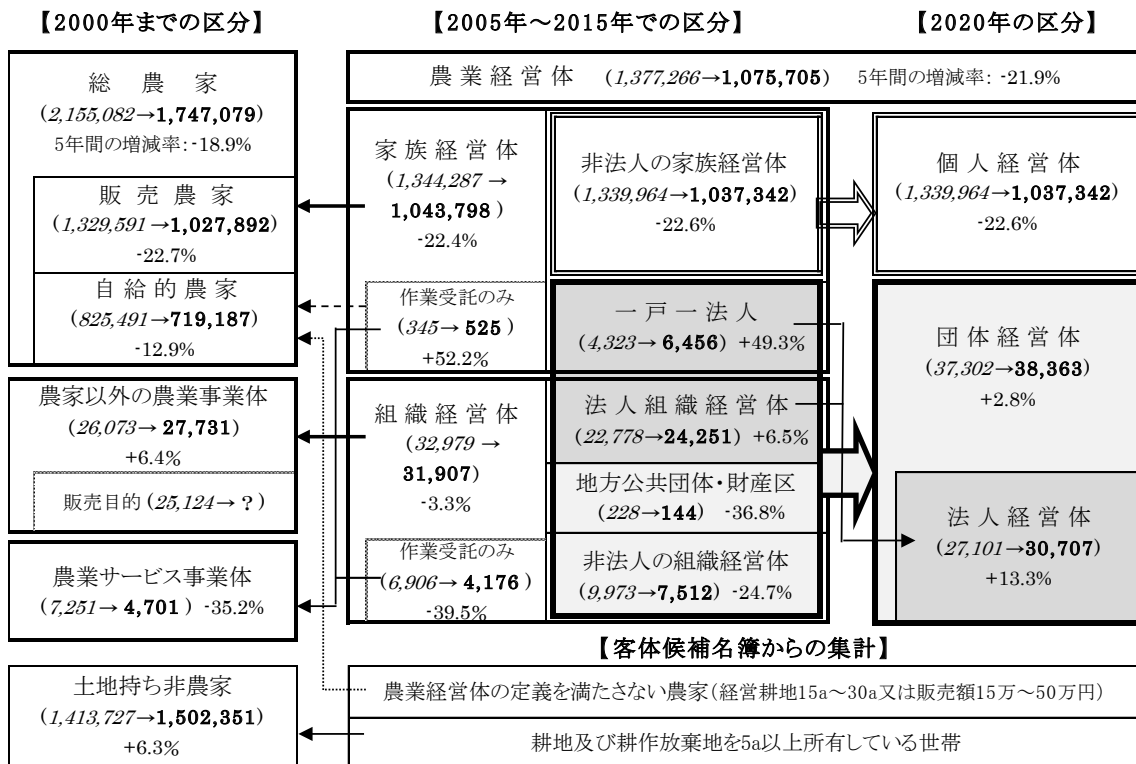 【2000年までの区分】
総農家
(2,155,082→1,747,079)
5年間の増減率:-18.9%
販売農家
(1,329,591→1,027,892)
-22.7%
自給的農家
(825,491→719,187)
-12.9%
農家以外の農業事業体
(26,073→ 27,731)
+6.4%
販売目的 (25,124→ ?)
農業サービス事業体
(7,251→ 4,701) -35.2%
土地持ち非農家
(1,413,727→1,502,351)
+6.3%
【2005年～2015年での区分】
農業経営体 (1,377,266→1,075,705) 5年間の増減率: -21.9%
家族経営体
(1,344,287 →
1,043,798 )
-22.4%
作業受託のみ
(345→ 525)
+52.2%
組織経営体
(32,979 →
31,907)
-3.3%
作業受託のみ
(6,906→ 4,176)
-39.5%
非法人の家族経営体
(1,339,964→1,037,342)
-22.6%
一戸一法人
(4,323→ 6,456) +49.3%
法人組織経営体
(22,778→24,251) +6.5%
地方公共団体・財産区
(228→144) -36.8%
非法人の組織経営体
(9,973→7,512) -24.7%
【2020年の区分】
個人経営体
(1,339,964→1,037,342)
-22.6%
団体経営体
(37,302→38,363)
+2.8%
法人経営体
(27,101→30,707)
+13.3%
【客体候補名簿からの集計】
農業経営体の定義を満たさない農家(経営耕地15a～30a又は販売額15万～50万円)
耕地及び耕作放棄地を5a以上所有している世帯